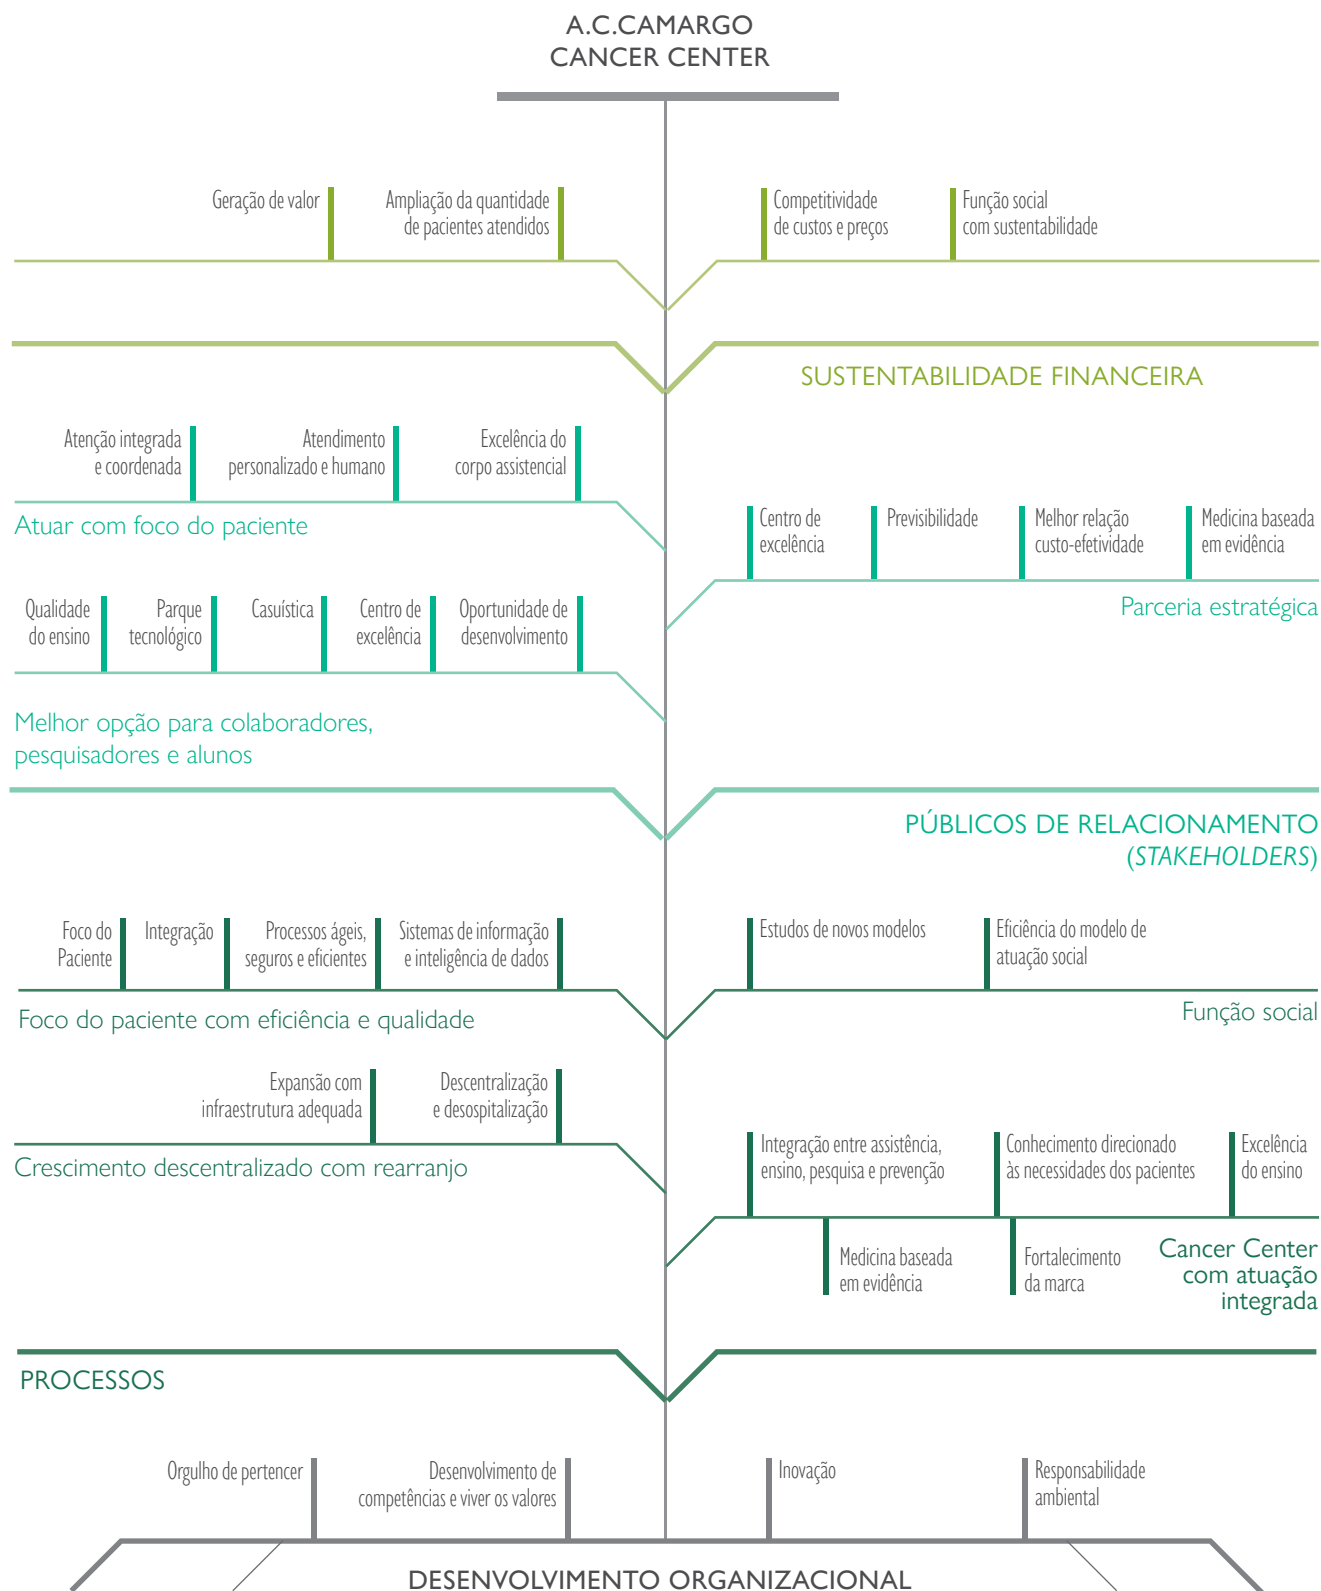 A.C.CAMARGO
CANCER CENTER
Geração de valor
Ampliação da quantidade
de pacientes atendidos
Competitividade
de custos e preços
Função social
com sustentabilidade
SUSTENTABILIDADE FINANCEIRA
Atenção integrada
e coordenada
Atendimento
personalizado e humano
Excelência do
corpo assistencial
Atuar com foco do paciente
Centro de
excelência
Previsibilidade
Melhor relação
custo-efetividade
Medicina baseada
em evidência
Parceria estratégica
Qualidade
do ensino
Parque
tecnológico
Casuística
Centro de
excelência
Oportunidade de
desenvolvimento
Melhor opção para colaboradores,
pesquisadores e alunos
PÚBLICOS DE RELACIONAMENTO
(STAKEHOLDERS)
Foco do
Paciente
Integração
Processos ágeis,
seguros e eficientes
Sistemas de informação
e inteligência de dados
Foco do paciente com eficiência e qualidade
Estudos de novos modelos
Eficiência do modelo de
atuação social
Função social
Expansão com
infraestrutura adequada
Descentralização
e desospitalização
Crescimento descentralizado com rearranjo
Integração entre assistência,
ensino, pesquisa e prevenção
Conhecimento direcionado
às necessidades dos pacientes
Excelência
do ensino
Medicina baseada
em evidência
Fortalecimento
da marca
Cancer Center
com atuação
integrada
PROCESSOS
Orgulho de pertencer
Desenvolvimento de
competências e viver os valores
Inovação
Responsabilidade
ambiental
DESENVOLVIMENTO ORGANIZACIONAL